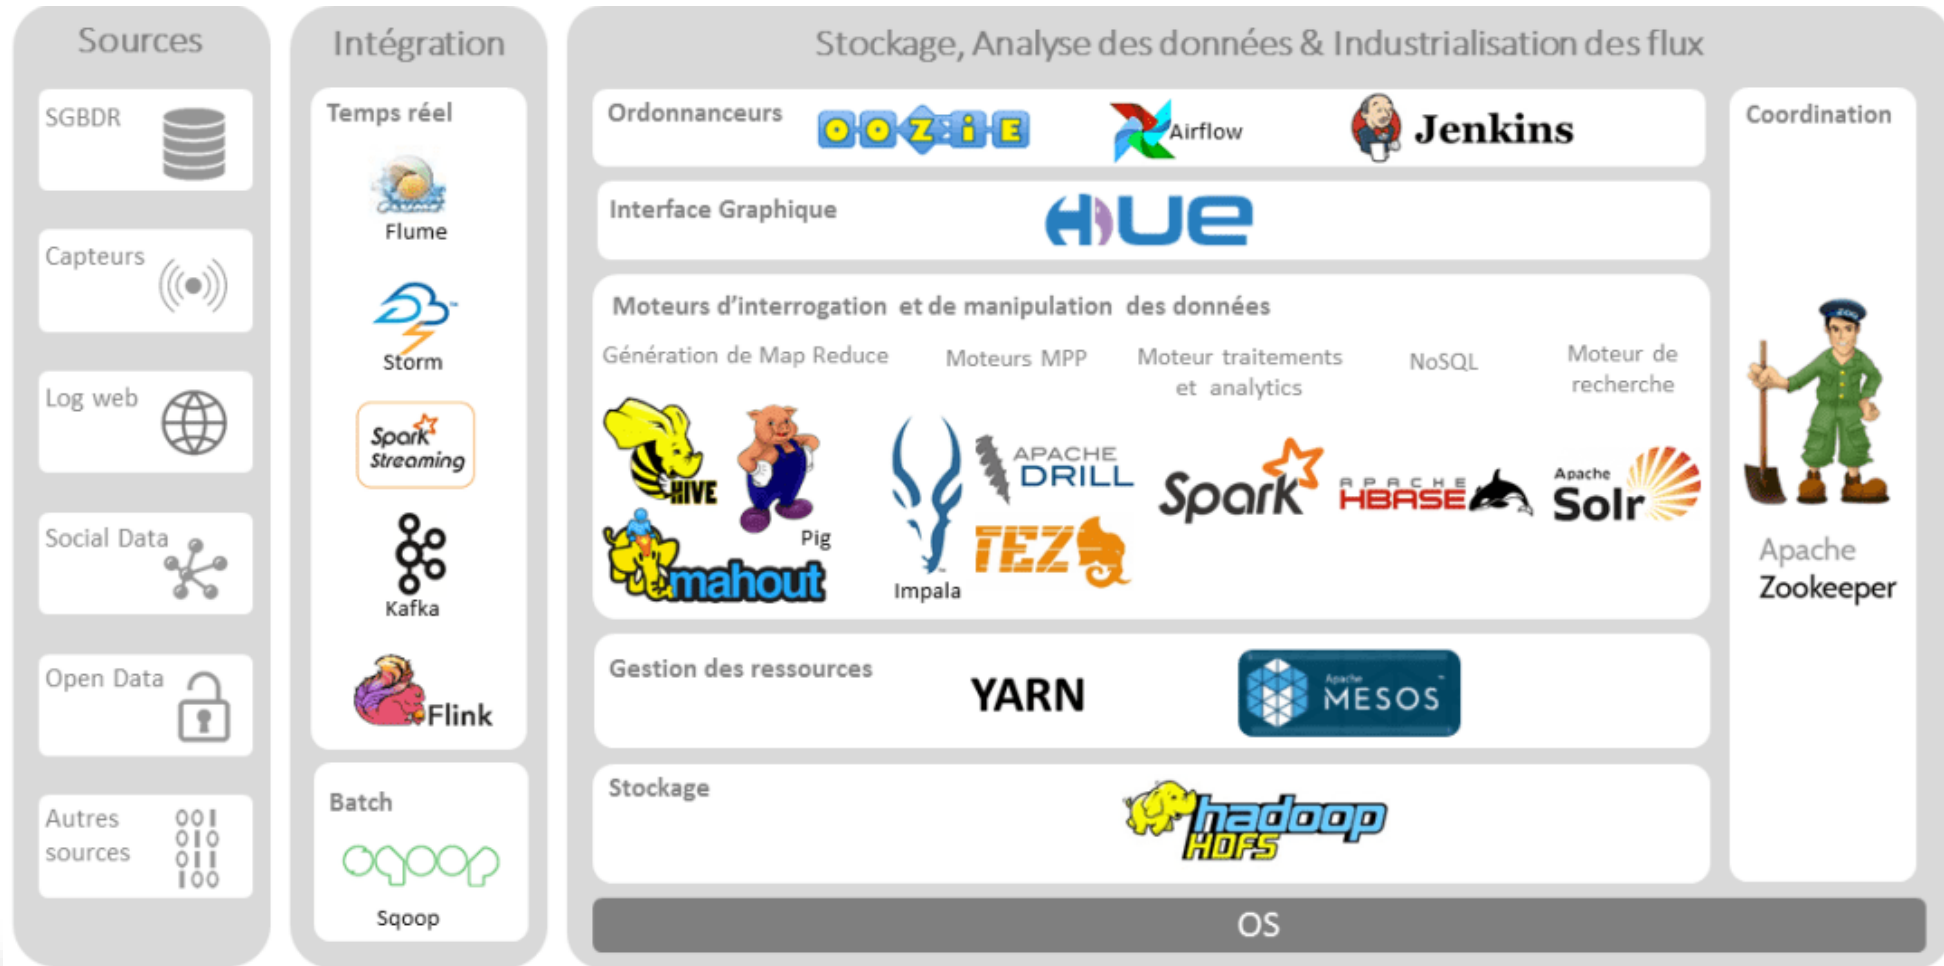 Sources
SGBDR
Capteurs
Log web
Social Data
Open Data
Autres
sources
001
010
011
100
Intégration
Temps réel
Flume
Storm
Spark
Streaming
Kafka
Flink
Batch
sqoop
Sqoop
Stockage, Analyse des données & Industrialisation des flux
Ordonnanceurs
OOZiE
Airflow
Jenkins
Interface Graphique
HUE
Moteurs d'interrogation et de manipulation des données
Génération de Map Reduce
HIVE
Pig
mahout
Moteurs MPP
Impala
APACHE
DRILL
TEZ
Moteur traitements
et analytics
Spark
NoSQL
APACHE
HBASE
Moteur de
recherche
Apache
Solr
Gestion des ressources
YARN
Apache
MESOS
Stockage
hadoop
HDFS
Coordination
ZOO
Apache
Zookeeper
OS